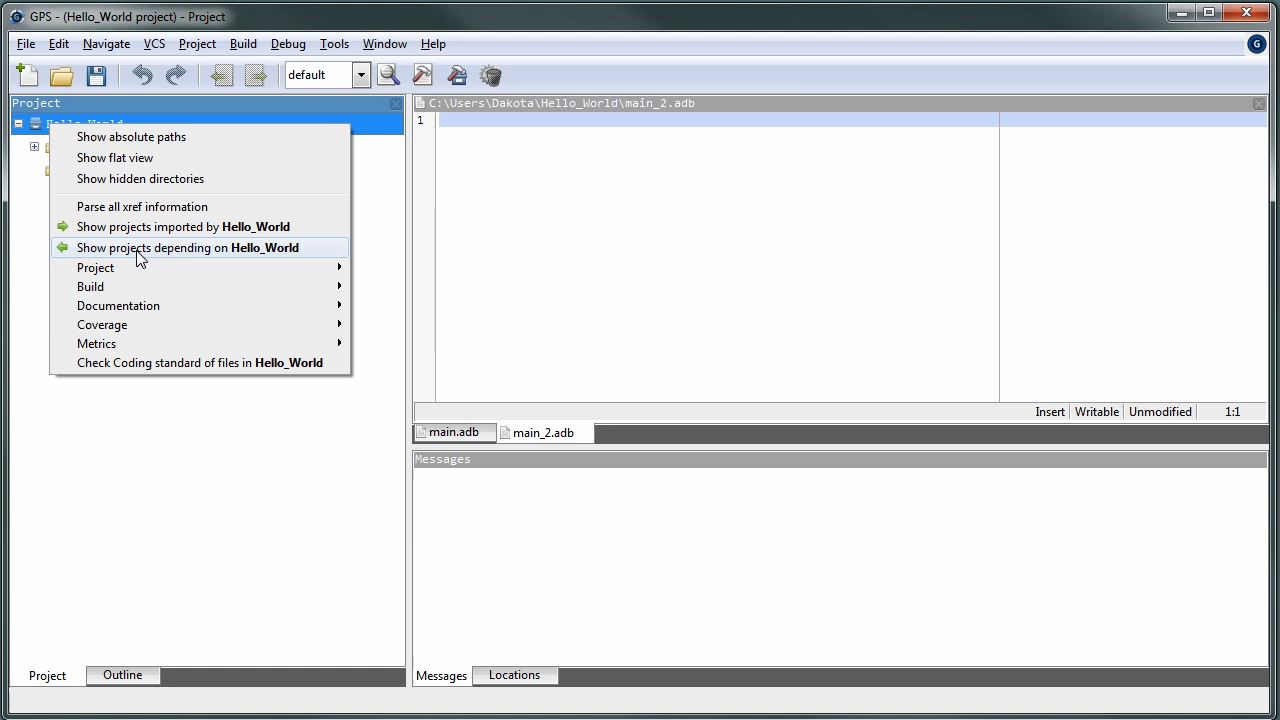 GPS - (Hello_World project) - Project
File Edit Navigate VCS Project Build Debug Tools Window Help
default
Project
C:\Users\Dakota\Hello_World\main_2.adb
1
Show absolute paths
Show flat view
Show hidden directories
Parse all xref information
Show projects imported by Hello_World
Show projects depending on Hello_World
Project
Build
Documentation
Coverage
Metrics
Check Coding standard of files in Hello_World
Insert Writable Unmodified 1:1
main.adb main_2.adb
Messages
Project Outline
Messages Locations